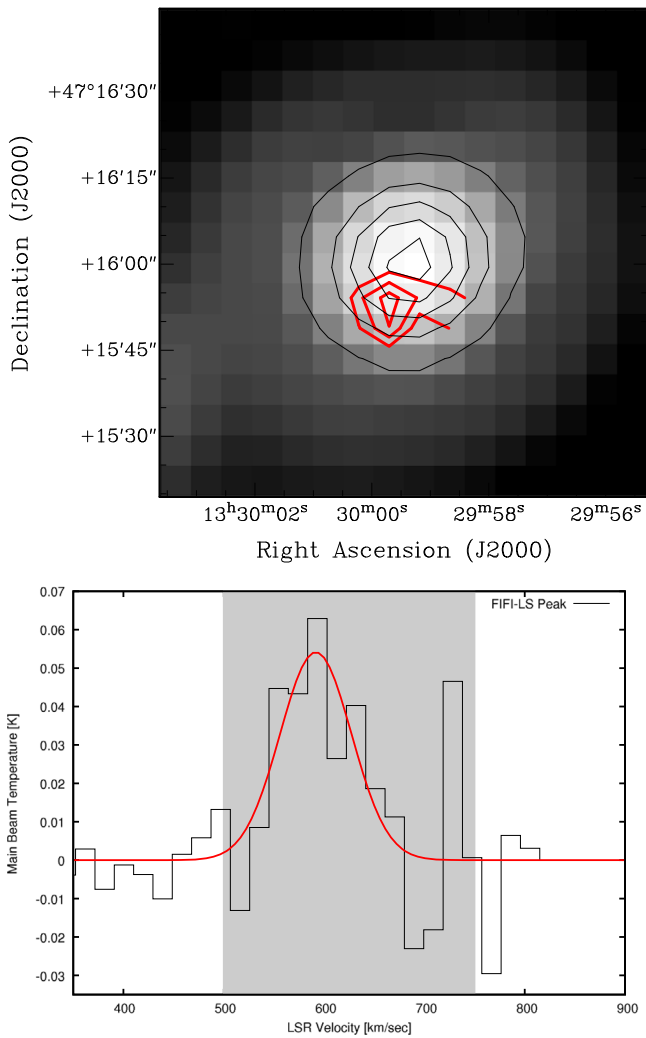 Declination (J2000)
+47°16′30″
+16′15″
+16′00″
+15′45″
+15′30″
13ʰ30ᵐ02ˢ 30ᵐ00ˢ 29ᵐ58ˢ 29ᵐ56ˢ
Right Ascension (J2000)
FIFI-LS Peak
Main Beam Temperature [K]
0.07
0.06
0.05
0.04
0.03
0.02
0.01
0
-0.01
-0.02
-0.03
400 500 600 700 800 900
LSR Velocity [km/sec]